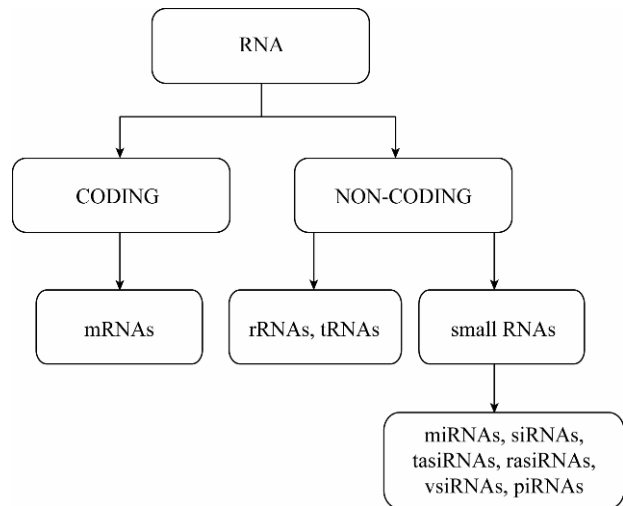 RNA
CODING
NON-CODING
mRNAs
rRNAs, tRNAs
small RNAs
miRNAs, siRNAs,
tasiRNAs, rasiRNAs,
vsiRNAs, piRNAs